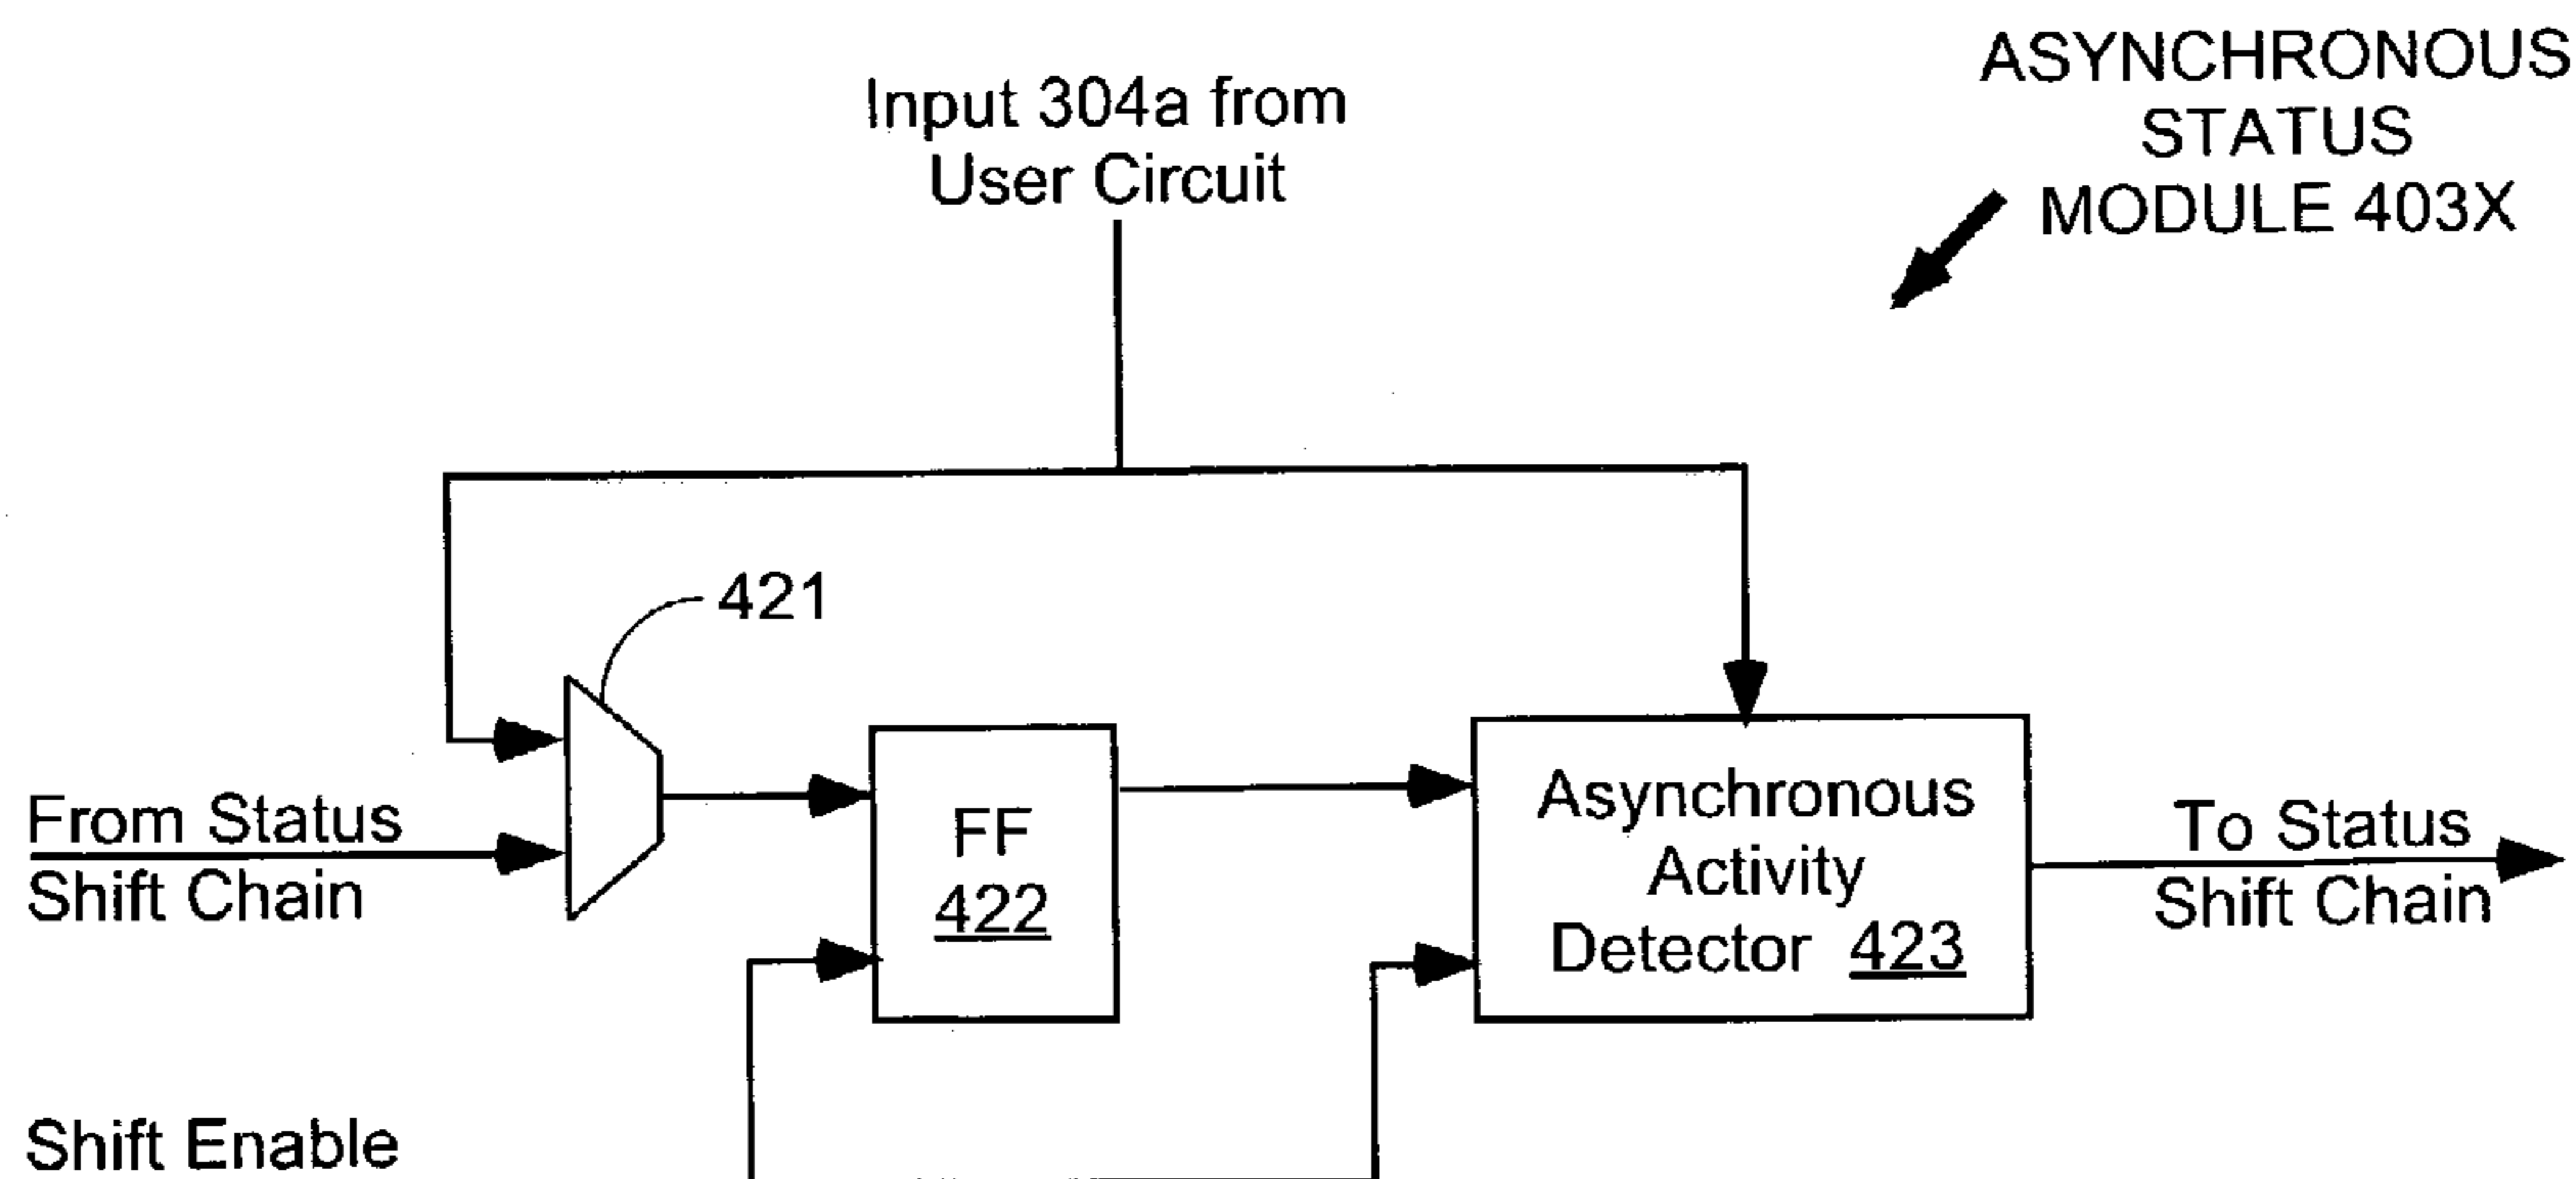 ASYNCHRONOUS
STATUS
MODULE 403X
Input 304a from
User Circuit
421
From Status
Shift Chain
FF
422
Asynchronous
Activity
Detector 423
To Status
Shift Chain
Shift Enable